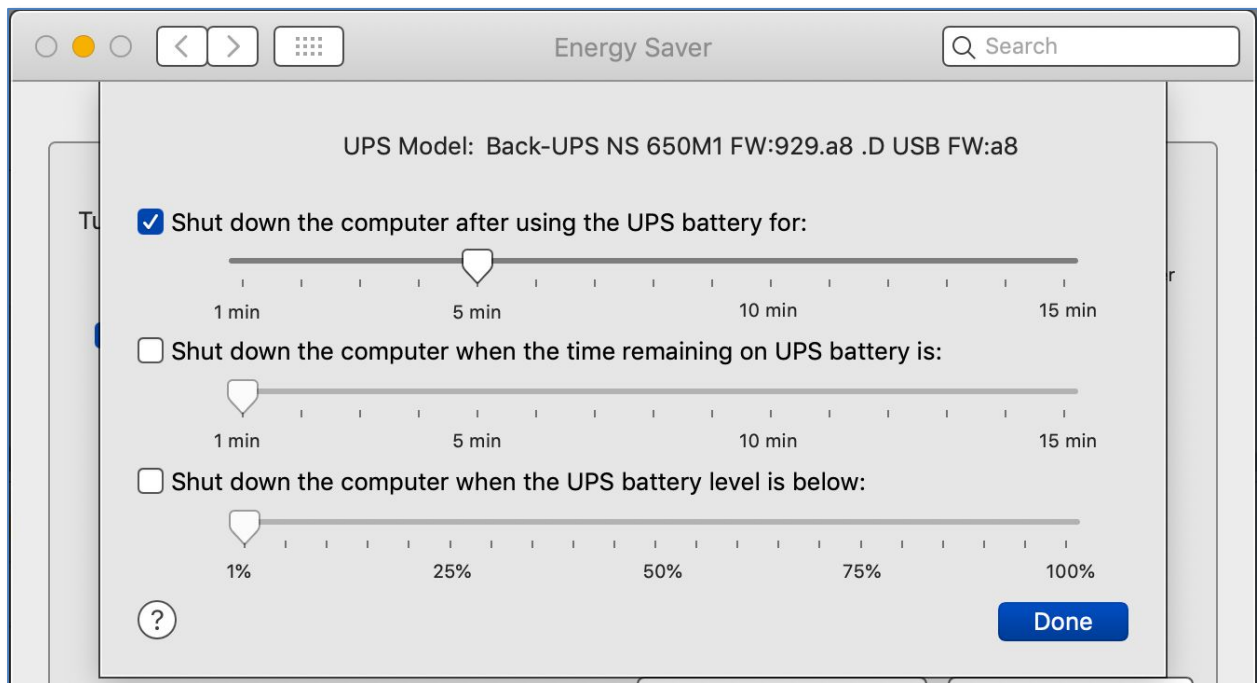 Energy Saver
Search
UPS Model: Back-UPS NS 650M1 FW:929.a8 .D USB FW:a8
Tu
Shut down the computer after using the UPS battery for:
r
1 min 5 min 10 min 15 min
Shut down the computer when the time remaining on UPS battery is:
1 min 5 min 10 min 15 min
Shut down the computer when the UPS battery level is below:
1% 25% 50% 75% 100%
?
Done